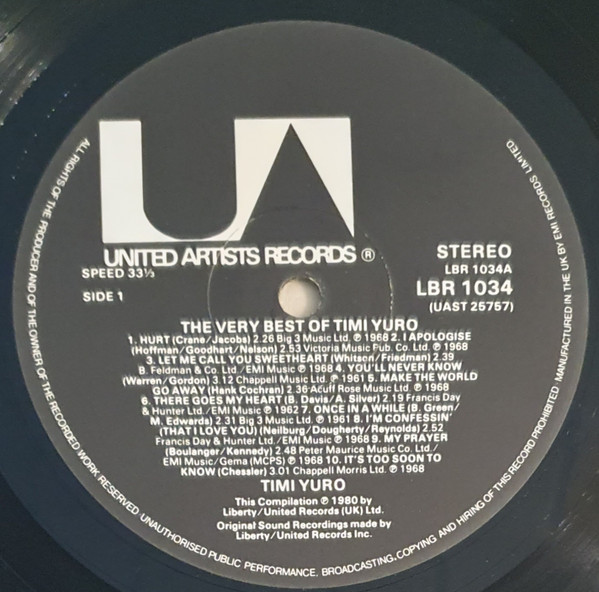 UA
UNITED ARTISTS RECORDS ®
SPEED 33⅓
SIDE 1
STEREO
LBR 1034A
LBR 1034
(UAST 25767)
THE VERY BEST OF TIMI YURO
1. HURT (Crane/Jacobs) 2.26 Big 3 Music Ltd. ℗ 1968 2. I APOLOGISE
(Hoffman/Goodhart/Nelson) 2.53 Victoria Music Pub. Co. Ltd. ℗ 1968
3. LET ME CALL YOU SWEETHEART (Whitson/Friedman) 2.39
B. Feldman & Co. Ltd./EMI Music ℗ 1968 4. YOU'LL NEVER KNOW
(Warren/Gordon) 3.12 Chappell Music Ltd. ℗ 1961 5. MAKE THE WORLD
GO AWAY (Hank Cochran) 2.36 Acuff Rose Music Ltd. ℗ 1968
6. THERE GOES MY HEART (B. Davis/A. Silver) 2.19 Francis Day
& Hunter Ltd./EMI Music ℗ 1962 7. ONCE IN A WHILE (B. Green/
M. Edwards) 2.31 Big 3 Music Ltd. ℗ 1961 8. I'M CONFESSIN'
(THAT I LOVE YOU) (Neilburg/Dougherty/Reynolds) 2.52
Francis Day & Hunter Ltd./EMI Music ℗ 1968 9. MY PRAYER
(Boulanger/Kennedy) 2.48 Peter Maurice Music Co. Ltd./
EMI Music/Gema (MCPS) ℗ 1968 10. IT'S TOO SOON TO
KNOW (Chessler) 3.01 Chappell Morris Ltd. ℗ 1968
TIMI YURO
This Compilation ℗ 1980 by
Liberty/United Records (UK) Ltd.
Original Sound Recordings made by
Liberty/United Records Inc.
ALL RIGHTS OF THE PRODUCER AND OF THE OWNER OF THE RECORDED WORK RESERVED. UNAUTHORISED PUBLIC PERFORMANCE, BROADCASTING, COPYING AND HIRING OF THIS RECORD PROHIBITED. MANUFACTURED IN THE UK BY EMI RECORDS LIMITED